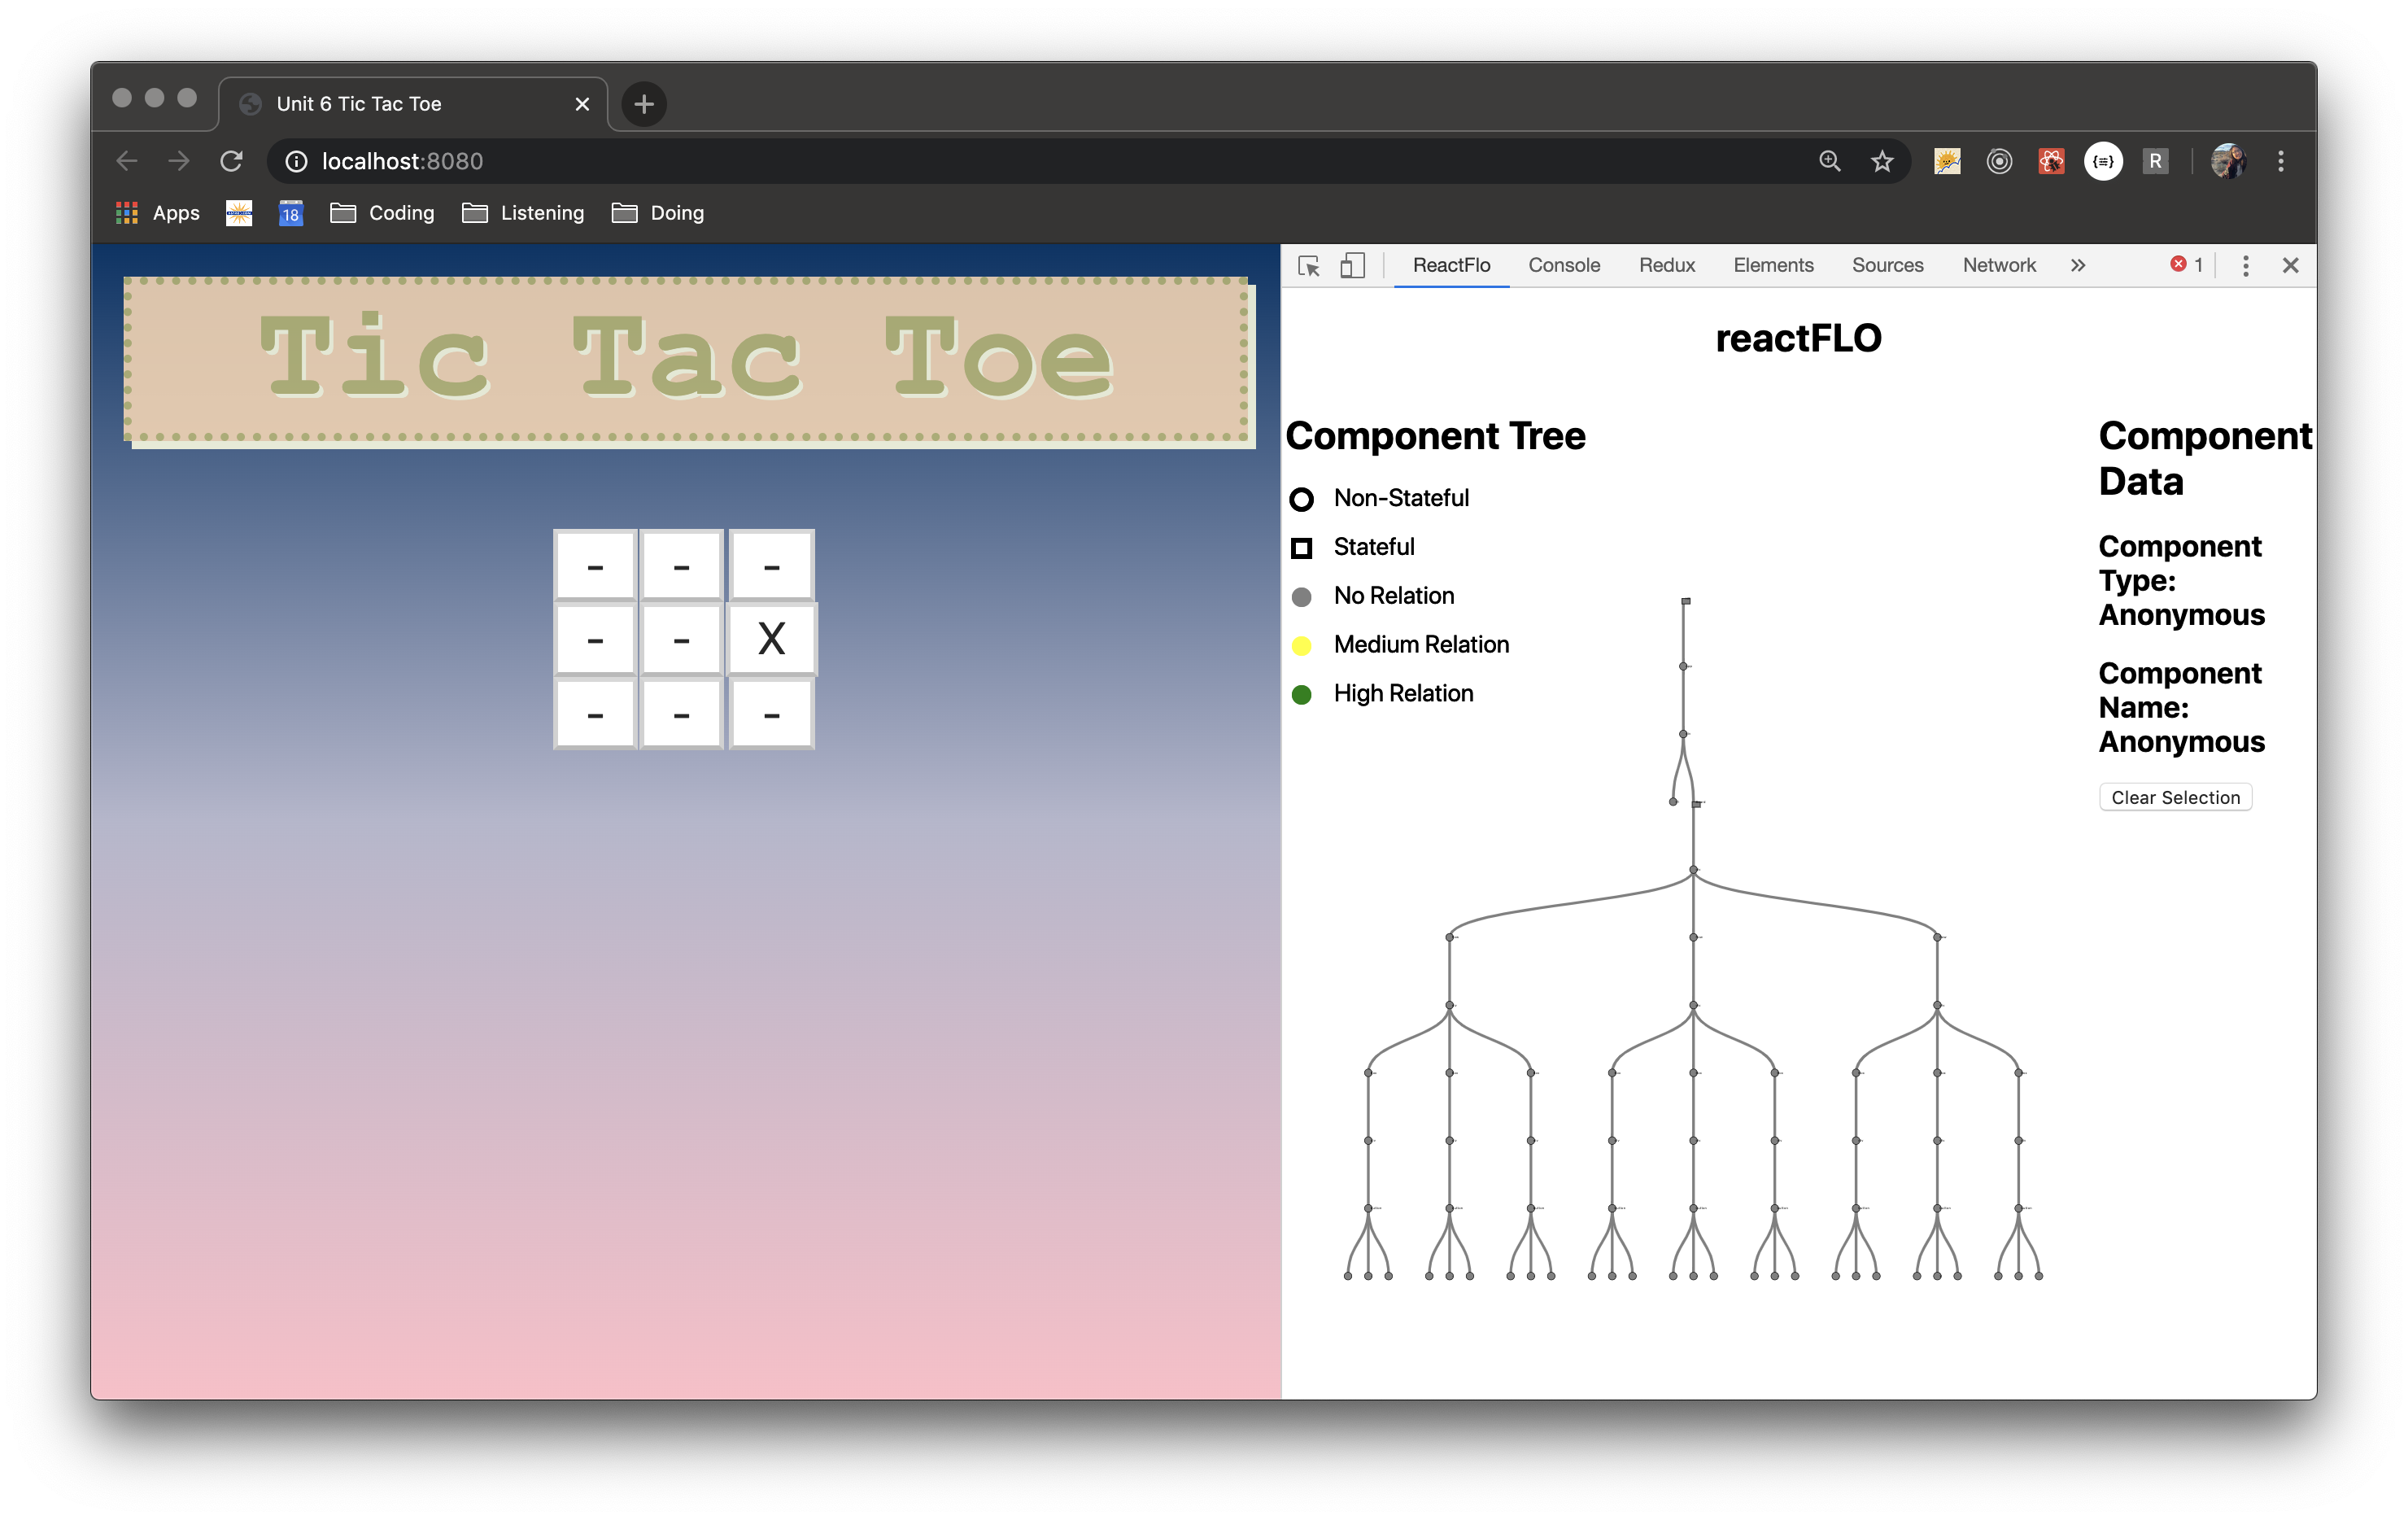 Unit 6 Tic Tac Toe
localhost:8080
R
Apps
18
Coding
Listening
Doing
ReactFlo
Console
Redux
Elements
Sources
Network
1
Tic Tac Toe
- - -
- - X
- - -
reactFLO
Component Tree
Non-Stateful
Stateful
No Relation
Medium Relation
High Relation
Component
Data
Component
Type:
Anonymous
Component
Name:
Anonymous
Clear Selection